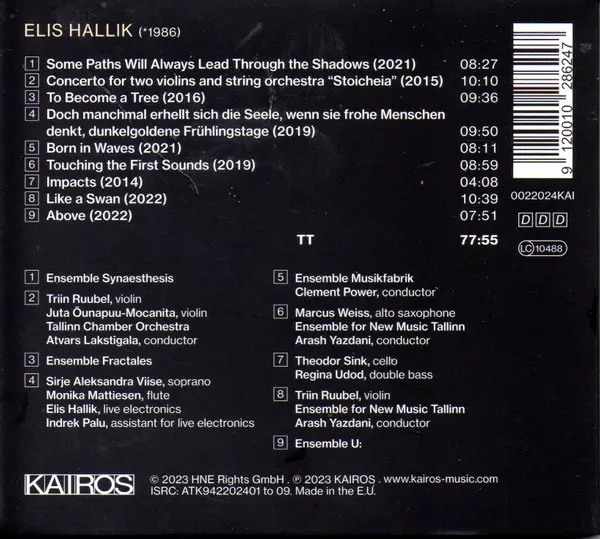 ELIS HALLIK (*1986)
1 Some Paths Will Always Lead Through the Shadows (2021) 08:27
2 Concerto for two violins and string orchestra “Stoicheia” (2015) 10:10
3 To Become a Tree (2016) 09:36
4 Doch manchmal erhellt sich die Seele, wenn sie frohe Menschen
denkt, dunkelgoldene Frühlingstage (2019) 09:50
5 Born in Waves (2021) 08:11
6 Touching the First Sounds (2019) 08:59
7 Impacts (2014) 04:08
8 Like a Swan (2022) 10:39
9 Above (2022) 07:51
TT 77:55
9 120010 286247
0022024KAI
D D D
LC 10488
1 Ensemble Synaesthesis
2 Triin Ruubel, violin
Juta Õunapuu-Mocanita, violin
Tallinn Chamber Orchestra
Atvars Lakstigala, conductor
3 Ensemble Fractales
4 Sirje Aleksandra Viise, soprano
Monika Mattiesen, flute
Elis Hallik, live electronics
Indrek Palu, assistant for live electronics
5 Ensemble Musikfabrik
Clement Power, conductor
6 Marcus Weiss, alto saxophone
Ensemble for New Music Tallinn
Arash Yazdani, conductor
7 Theodor Sink, cello
Regina Udod, double bass
8 Triin Ruubel, violin
Ensemble for New Music Tallinn
Arash Yazdani, conductor
9 Ensemble U:
KAIROS
© 2023 HNE Rights GmbH . ℗ 2023 KAIROS . www.kairos-music.com
ISRC: ATK942202401 to 09. Made in the E.U.